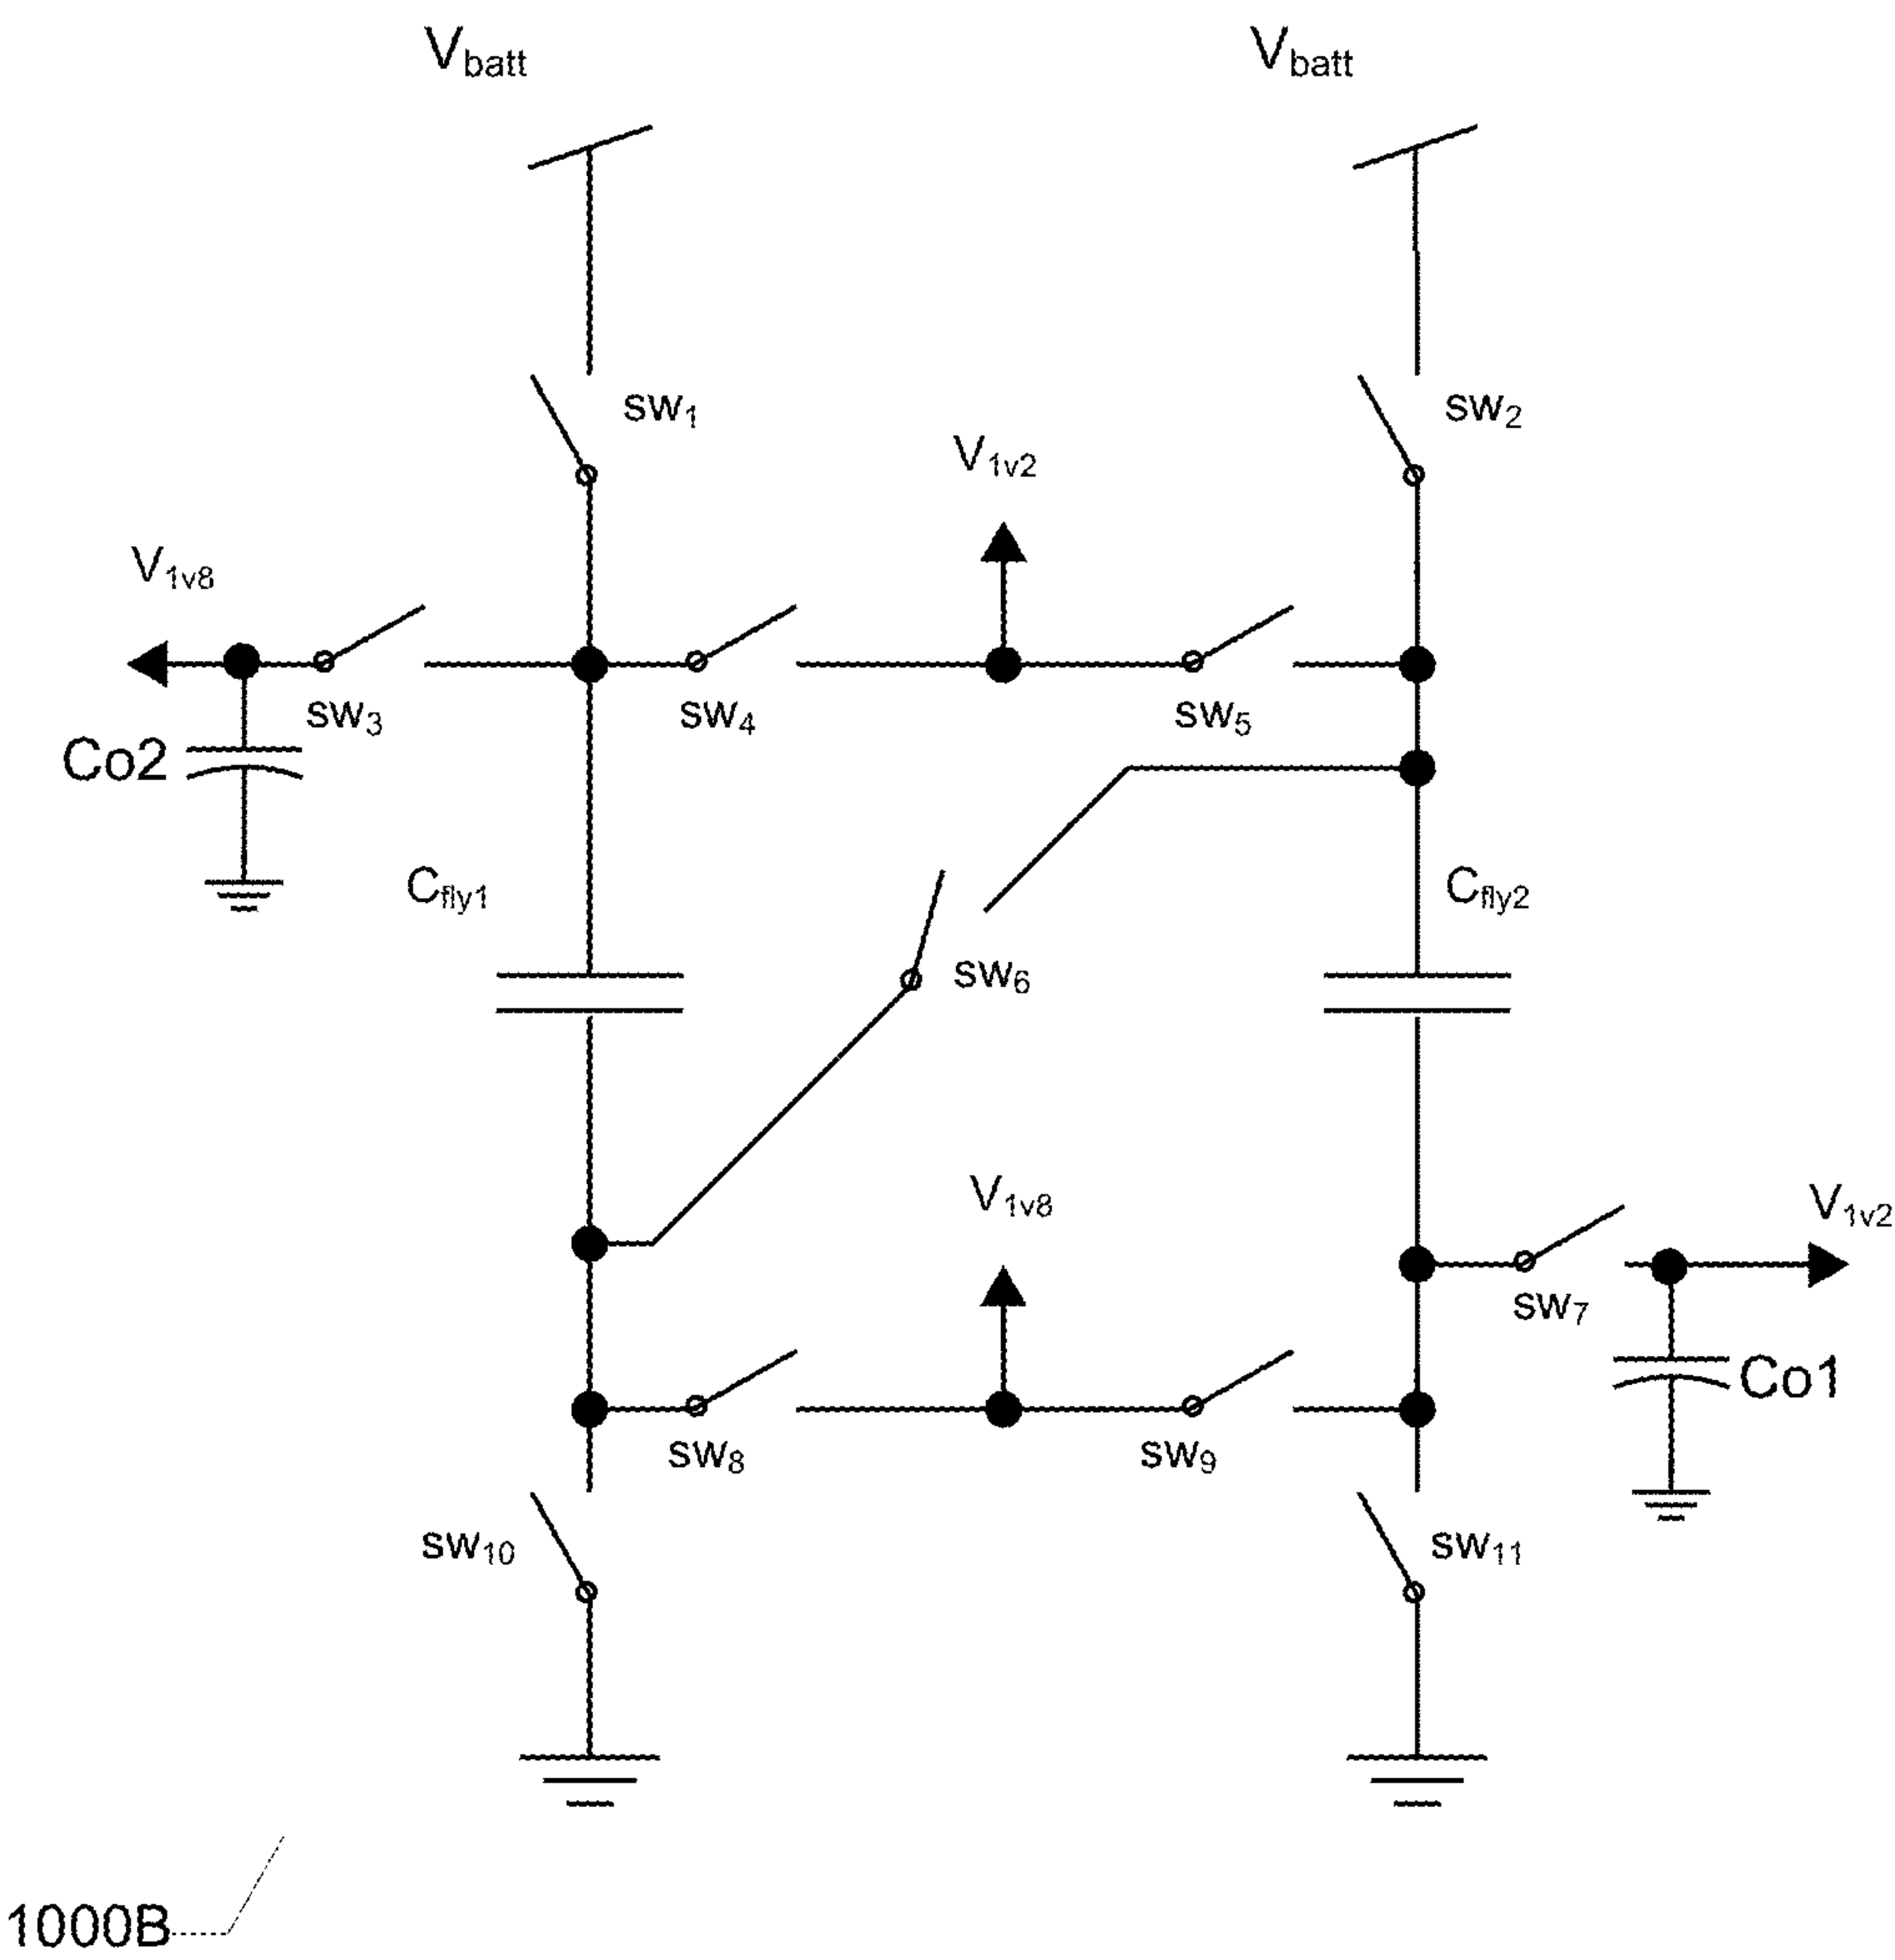 Vbatt Vbatt
sw1 sw2
V1v2
V1v8
sw3 sw4 sw5
Co2
Cfly1 Cfly2
sw6
V1v8 V1v2
sw7
Co1
sw8 sw9
sw10 sw11
1000B